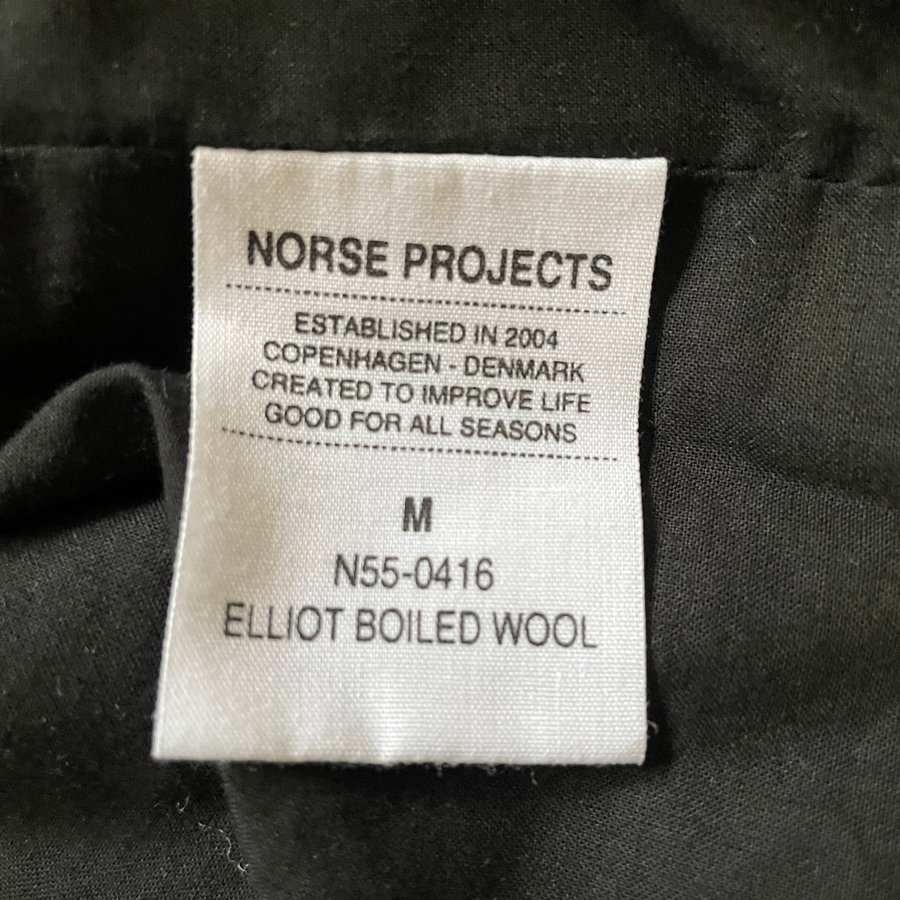 NORSE PROJECTS
ESTABLISHED IN 2004
COPENHAGEN - DENMARK
CREATED TO IMPROVE LIFE
GOOD FOR ALL SEASONS
M
N55-0416
ELLIOT BOILED WOOL